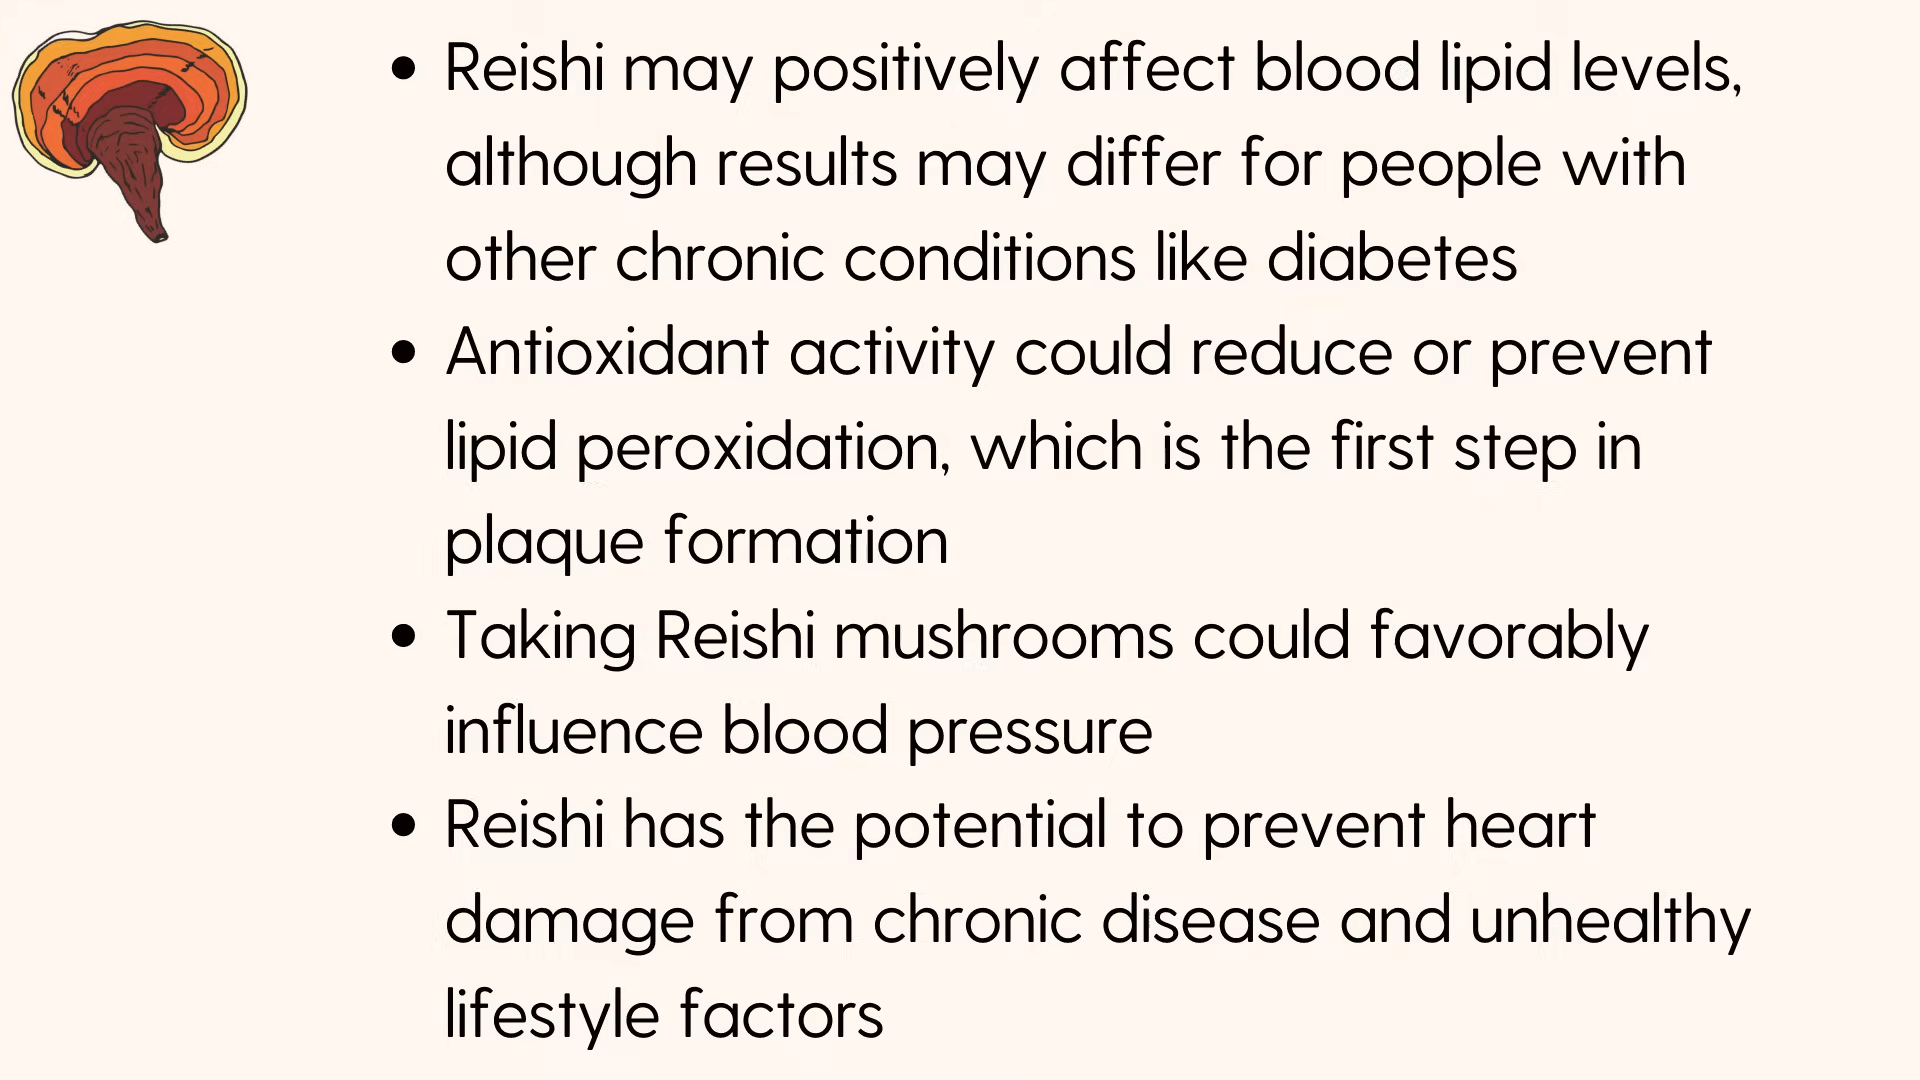 • Reishi may positively affect blood lipid levels,
although results may differ for people with
other chronic conditions like diabetes
• Antioxidant activity could reduce or prevent
lipid peroxidation, which is the first step in
plaque formation
• Taking Reishi mushrooms could favorably
influence blood pressure
• Reishi has the potential to prevent heart
damage from chronic disease and unhealthy
lifestyle factors